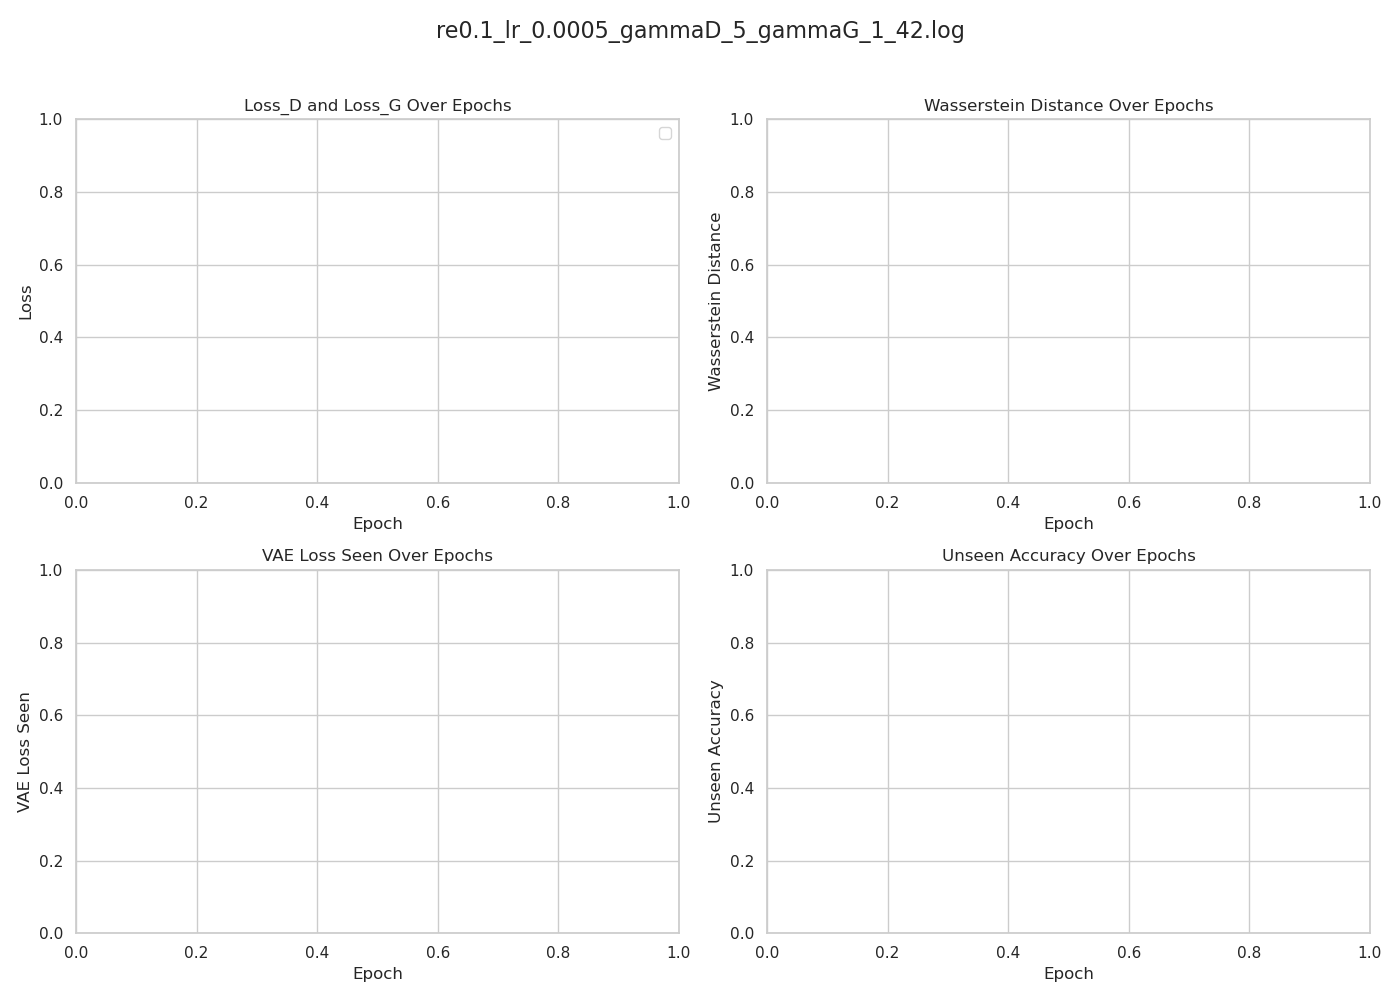 re0.1_lr_0.0005_gammaD_5_gammaG_1_42.log
Loss_D and Loss_G Over Epochs
1.0
0.8
0.6
0.4
0.2
0.0
Loss
0.0 0.2 0.4 0.6 0.8 1.0
Epoch
Wasserstein Distance Over Epochs
1.0
0.8
0.6
0.4
0.2
0.0
Wasserstein Distance
0.0 0.2 0.4 0.6 0.8 1.0
Epoch
VAE Loss Seen Over Epochs
1.0
0.8
0.6
0.4
0.2
0.0
VAE Loss Seen
0.0 0.2 0.4 0.6 0.8 1.0
Epoch
Unseen Accuracy Over Epochs
1.0
0.8
0.6
0.4
0.2
0.0
Unseen Accuracy
0.0 0.2 0.4 0.6 0.8 1.0
Epoch